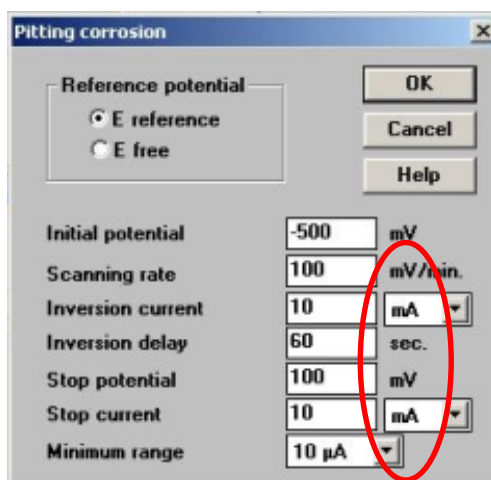 Pitting corrosion
Reference potential
E reference
E free
OK
Cancel
Help
Initial potential -500 mV
Scanning rate 100 mV/min.
Inversion current 10 mA
Inversion delay 60 sec.
Stop potential 100 mV
Stop current 10 mA
Minimum range 10 µA